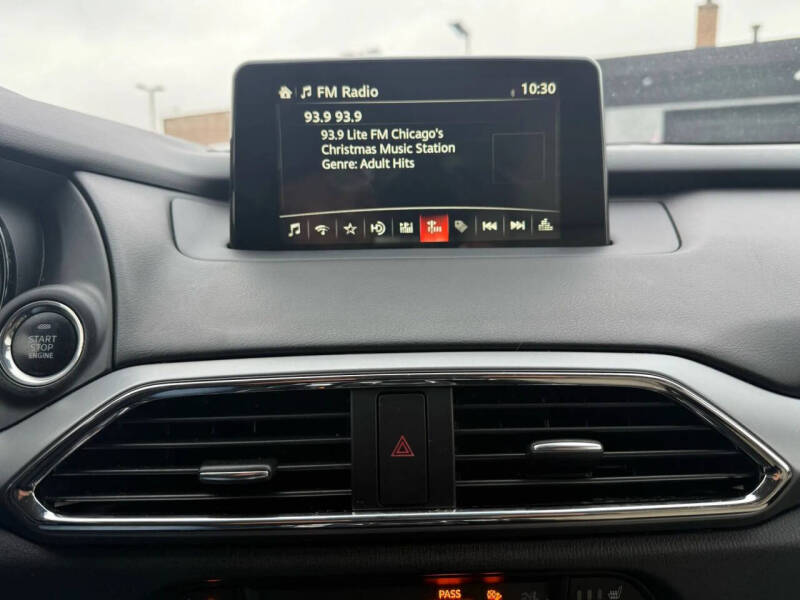 FM Radio 10:30
93.9 93.9
93.9 Lite FM Chicago's
Christmas Music Station
Genre: Adult Hits
START
STOP
ENGINE
PASS